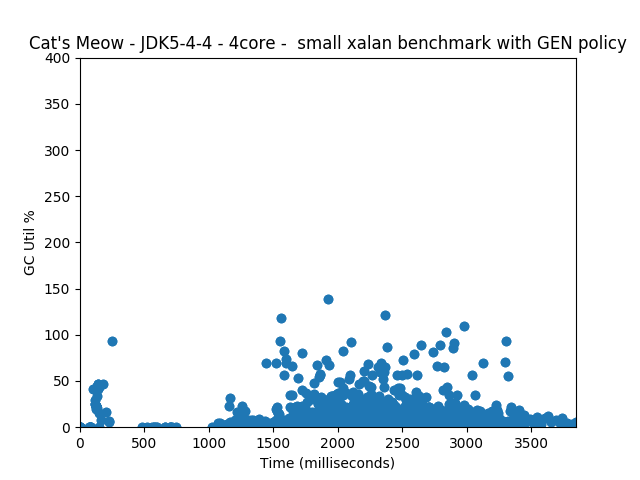 Cat's Meow - JDK5-4-4 - 4core -  small xalan benchmark with GEN policy
400
350
300
250
200
150
100
50
0
GC Util %
0 500 1000 1500 2000 2500 3000 3500
Time (milliseconds)